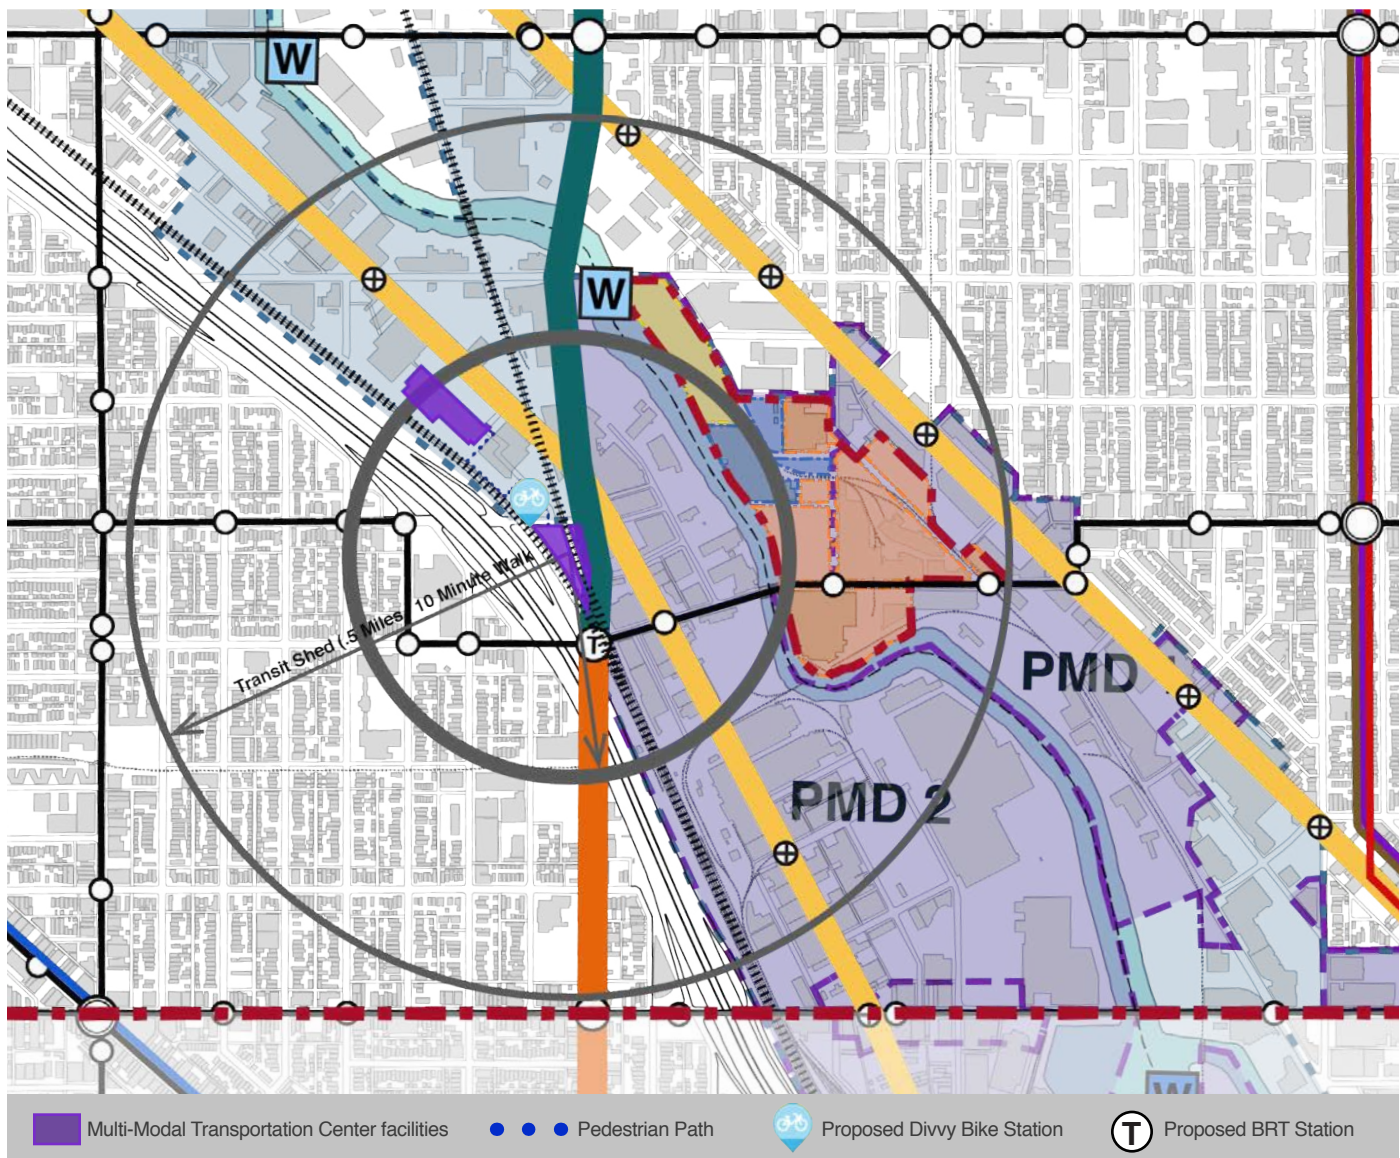 W
W
Transit Shed (.5 Miles, 10 Minute Walk
T
PMD
PMD 2
W
Multi-Modal Transportation Center facilities
Pedestrian Path
Proposed Divvy Bike Station
T
Proposed BRT Station